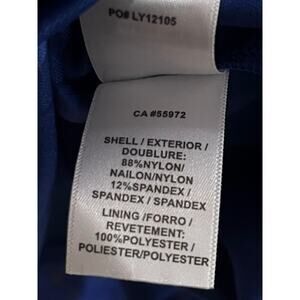 PO# LY12105
CA #55972
SHELL / EXTERIOR /
DOUBLURE:
88%NYLON/
NAILON/NYLON
12%SPANDEX /
SPANDEX / SPANDEX
LINING /FORRO /
REVETEMENT:
100%POLYESTER /
POLIESTER/POLYESTER